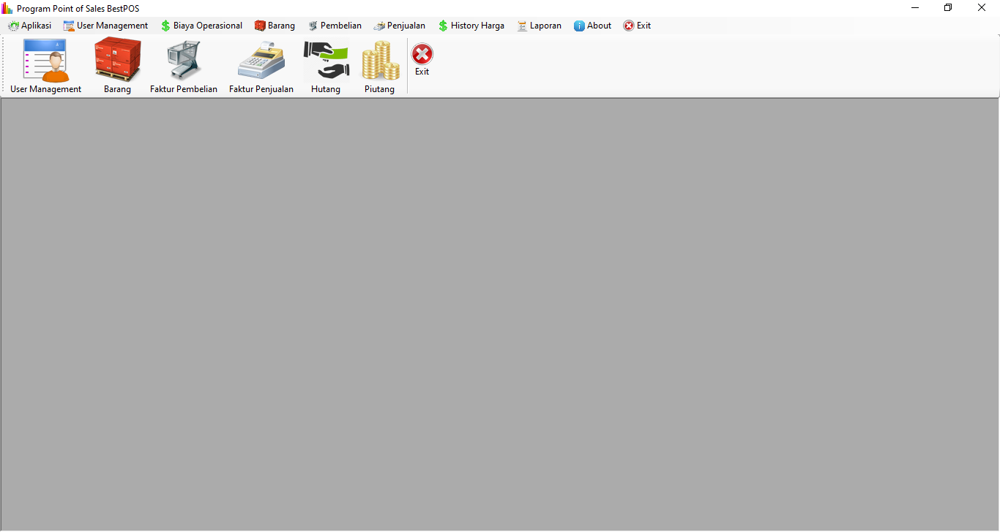 Program Point of Sales BestPOS
Aplikasi User Management Biaya Operasional Barang Pembelian Penjualan History Harga Laporan About Exit
User Management Barang Faktur Pembelian Faktur Penjualan Hutang Piutang Exit